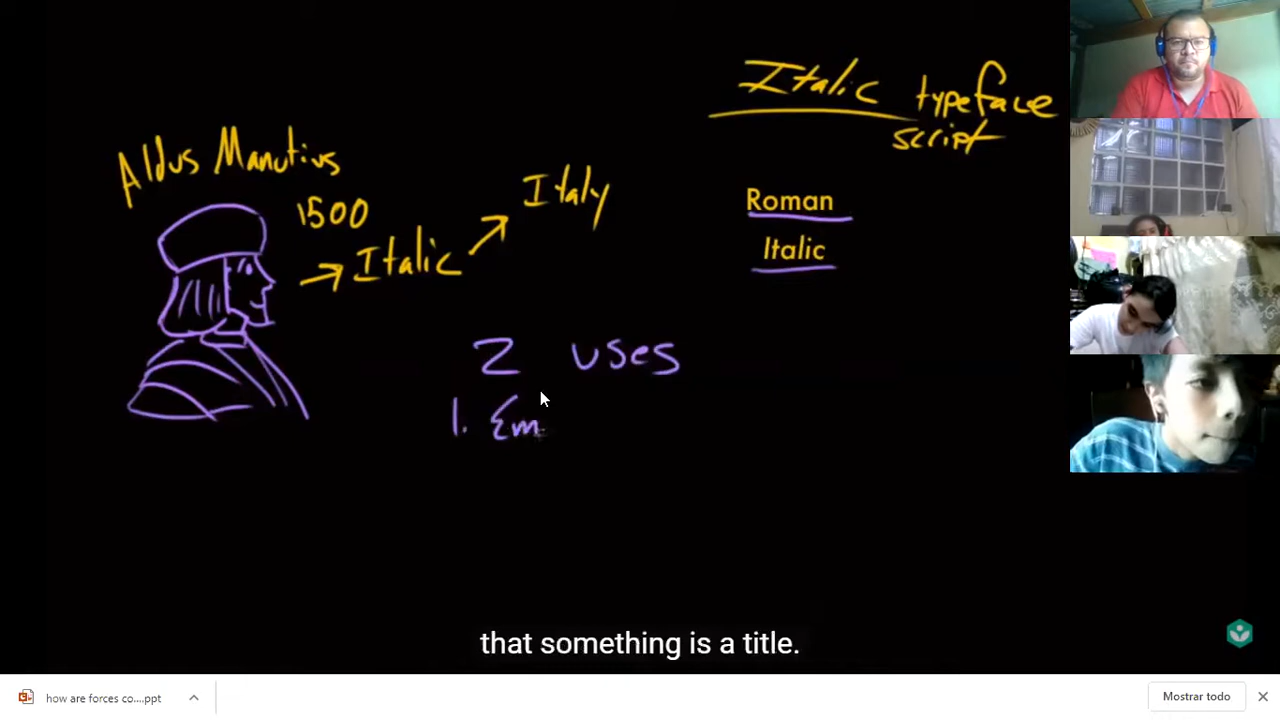 Italic typeface
script
Aldus Manutius
1500
Italic
Italy
Roman
Italic
2 uses
1. Em
that something is a title.
how are forces co....ppt
Mostrar todo